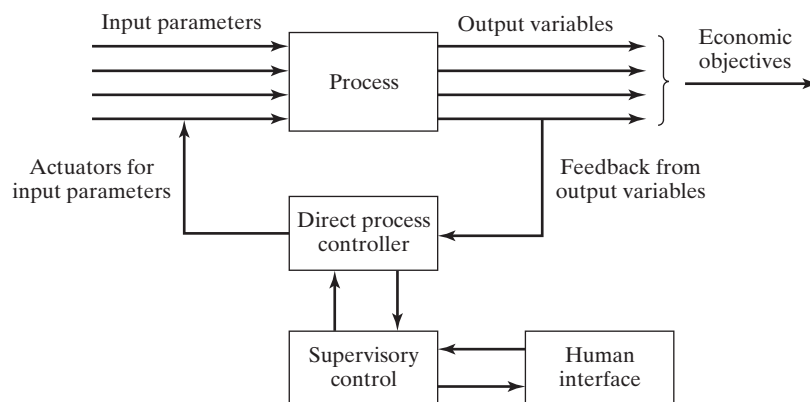 Input parameters
Output variables
Economic
objectives
Process
Actuators for
input parameters
Feedback from
output variables
Direct process
controller
Supervisory
control
Human
interface